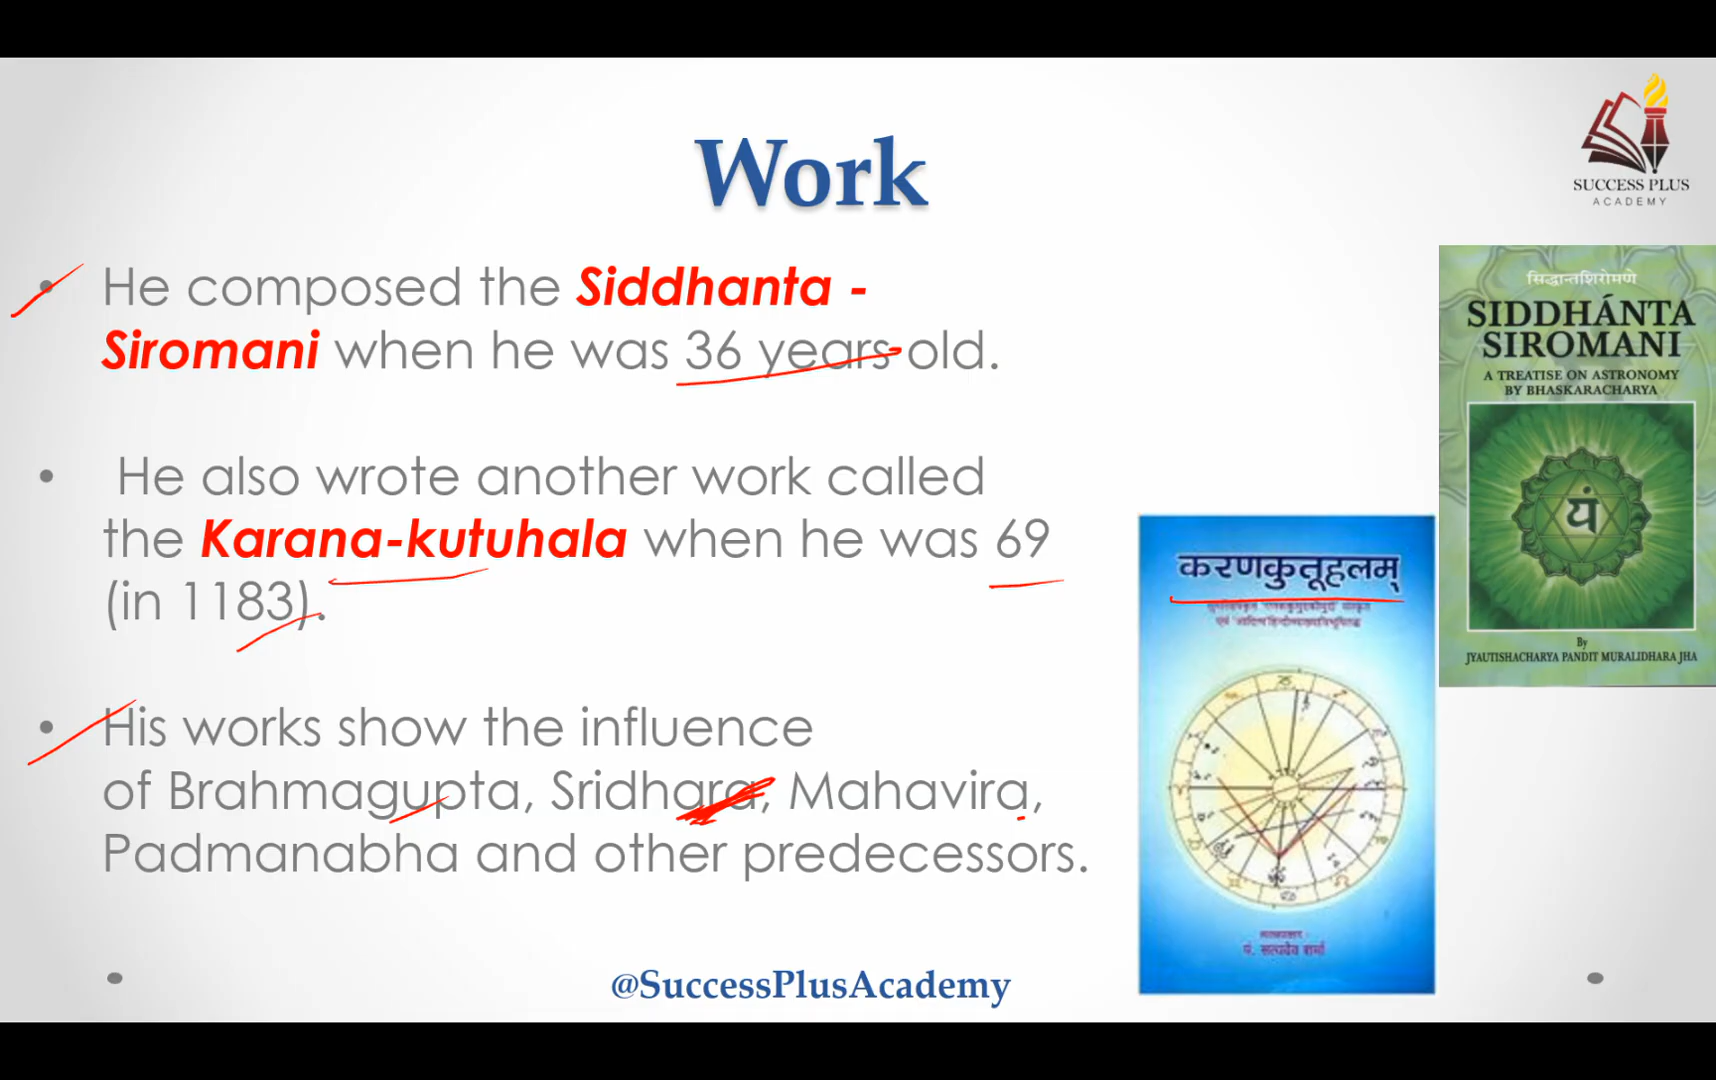 SUCCESS PLUS
ACADEMY
Work
• He composed the Siddhanta -
Siromani when he was 36 years old.
• He also wrote another work called
the Karana-kutuhala when he was 69
(in 1183).
• His works show the influence
of Brahmagupta, Sridhara, Mahavira,
Padmanabha and other predecessors.
सिद्धान्तशिरोमणे
SIDDHÁNTA
SIROMANI
A TREATISE ON ASTRONOMY
BY BHASKARACHARYA
यं
By
JYAUTISHACHARYA PANDIT MURALIDHARA JHA
करणकुतूहलम्
पं. सत्यदेव शर्मा
@SuccessPlusAcademy